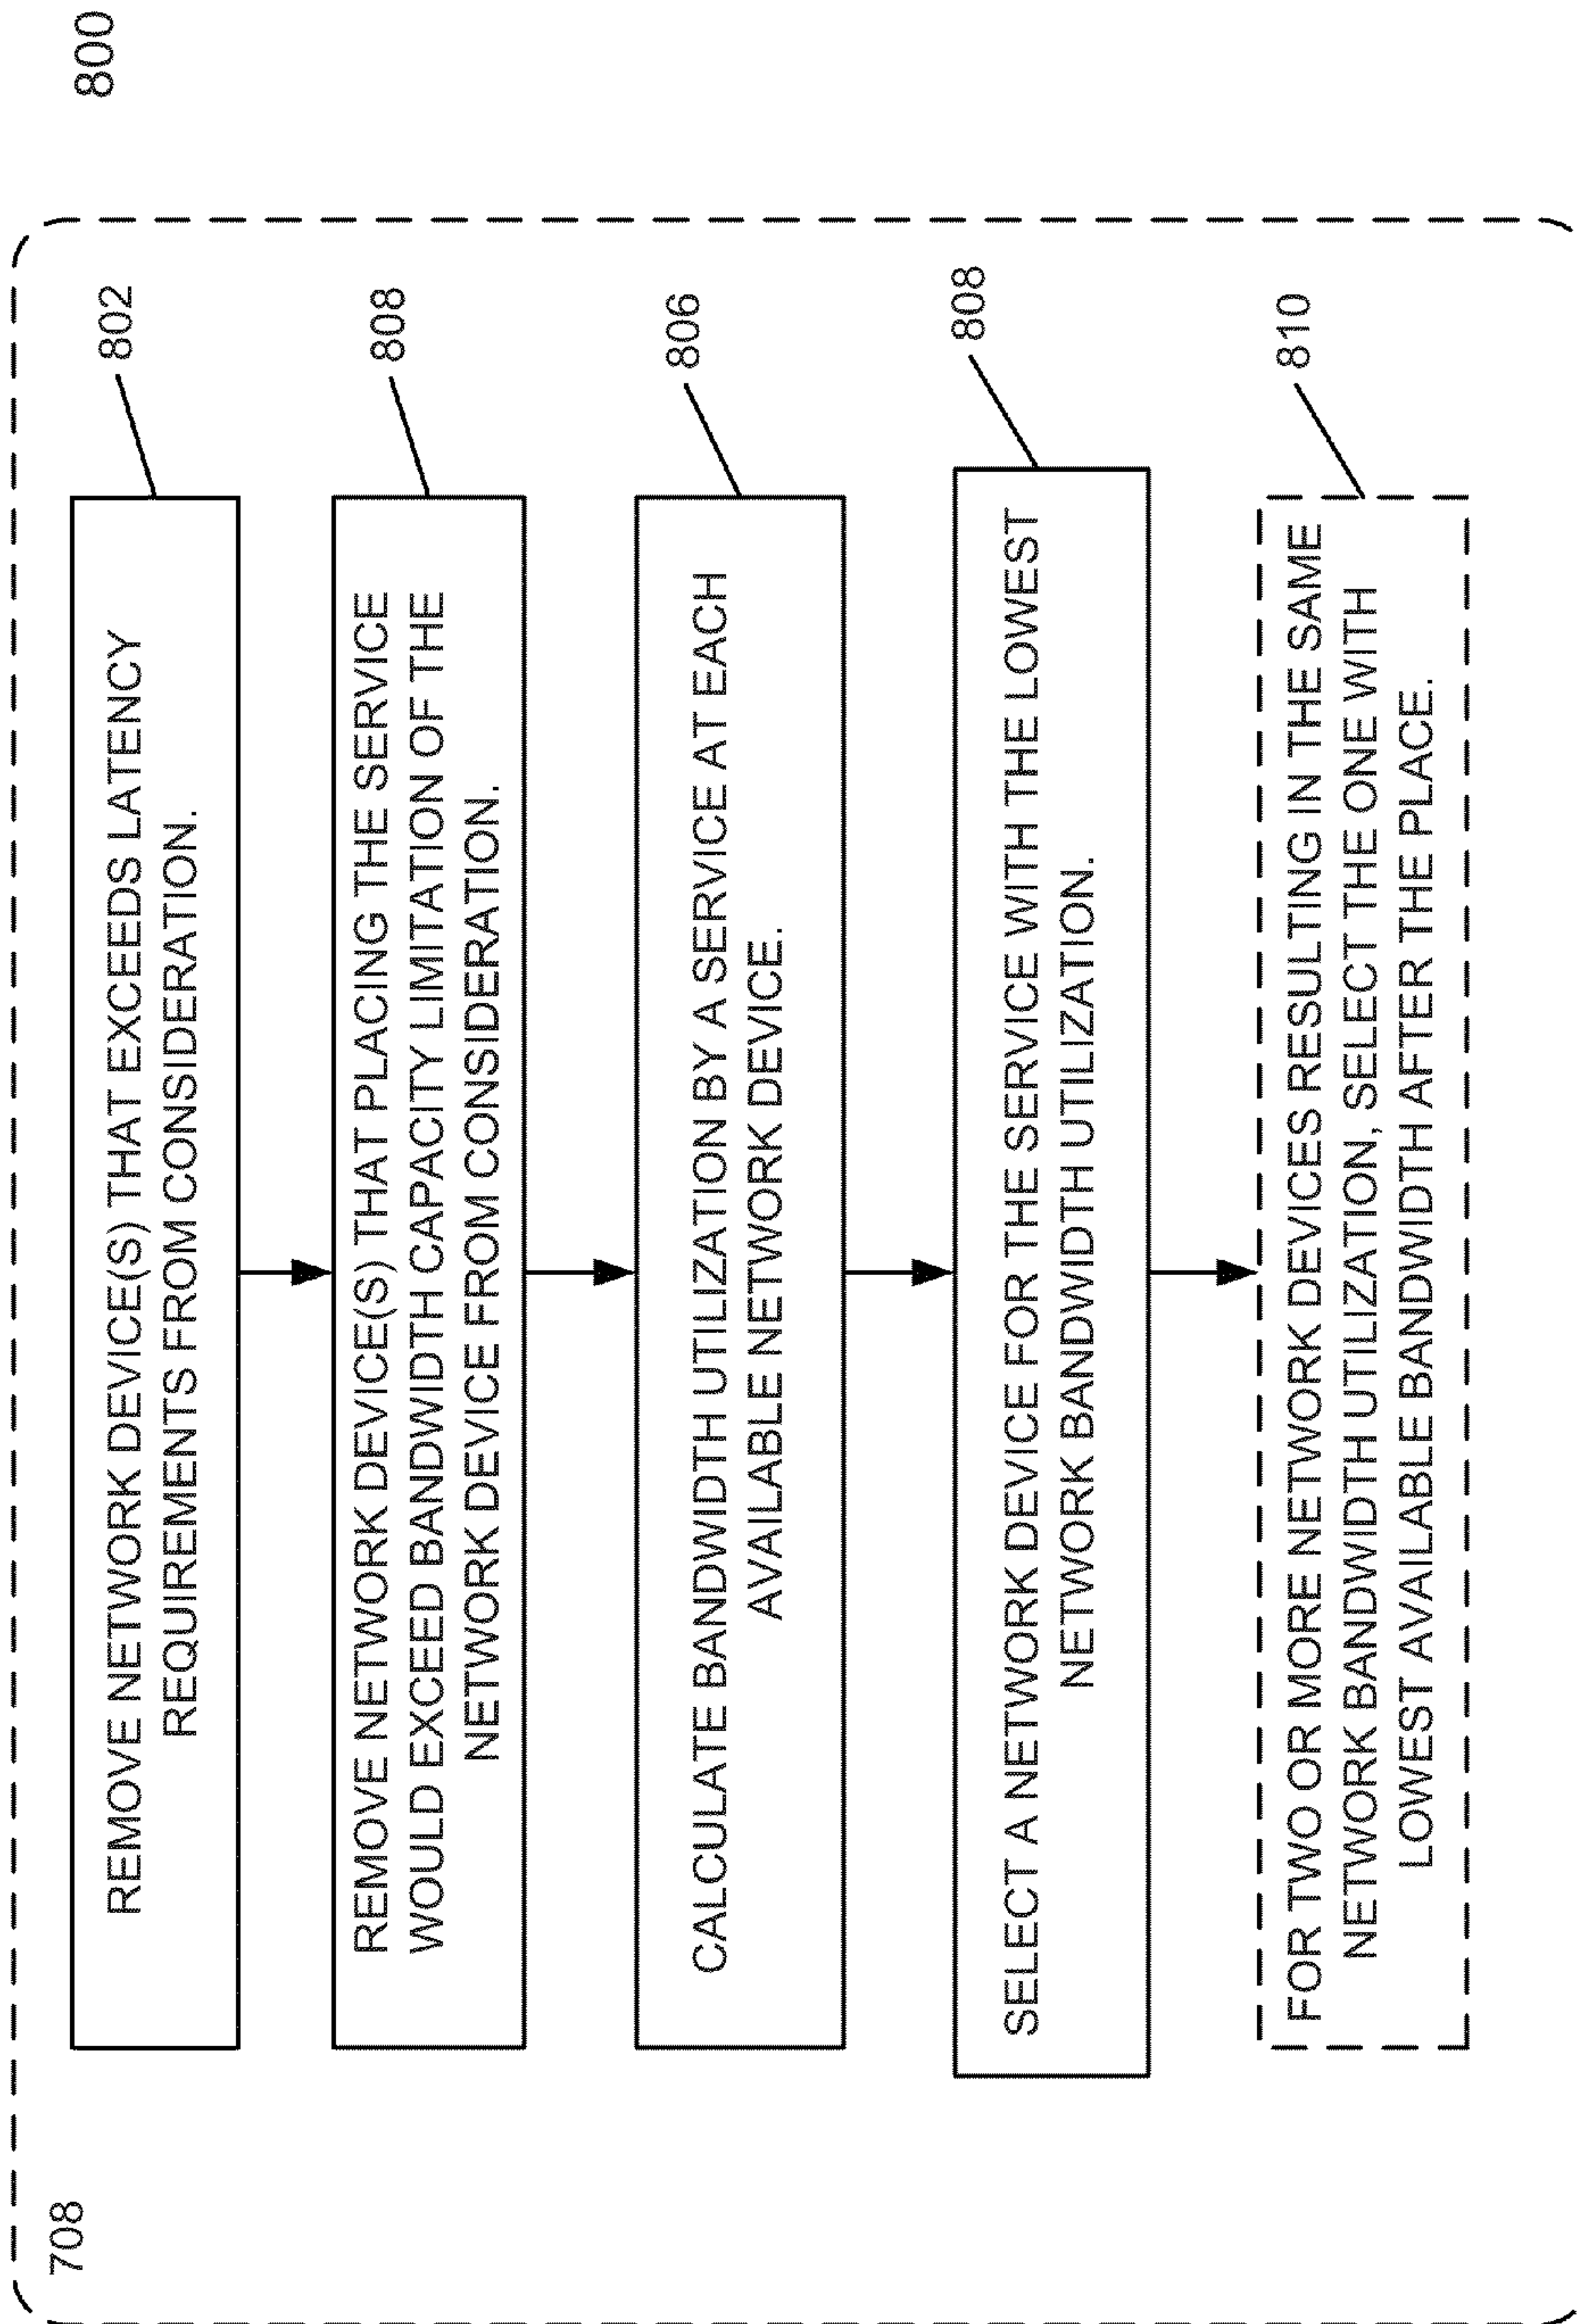 800
708
REMOVE NETWORK DEVICE(S) THAT EXCEEDS LATENCY
REQUIREMENTS FROM CONSIDERATION.
802
REMOVE NETWORK DEVICE(S) THAT PLACING THE SERVICE
WOULD EXCEED BANDWIDTH CAPACITY LIMITATION OF THE
NETWORK DEVICE FROM CONSIDERATION.
808
CALCULATE BANDWIDTH UTILIZATION BY A SERVICE AT EACH
AVAILABLE NETWORK DEVICE.
806
SELECT A NETWORK DEVICE FOR THE SERVICE WITH THE LOWEST
NETWORK BANDWIDTH UTILIZATION.
808
FOR TWO OR MORE NETWORK DEVICES RESULTING IN THE SAME
NETWORK BANDWIDTH UTILIZATION, SELECT THE ONE WITH
LOWEST AVAILABLE BANDWIDTH AFTER THE PLACE.
810